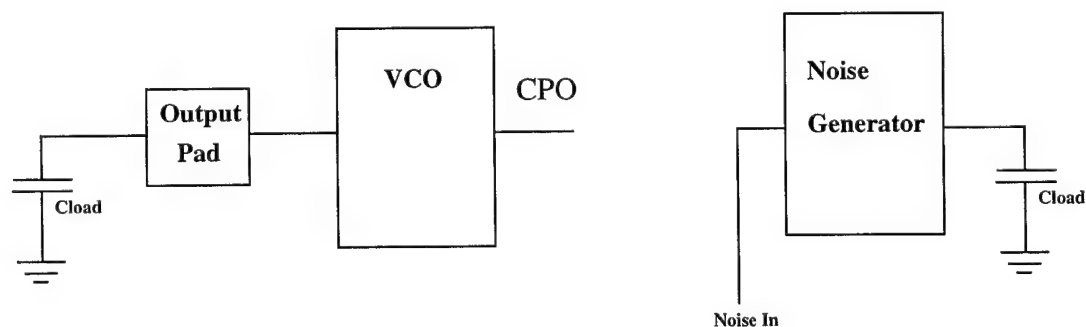 VCO
CPO
Output
Pad
Cload
Noise
Generator
Cload
Noise In